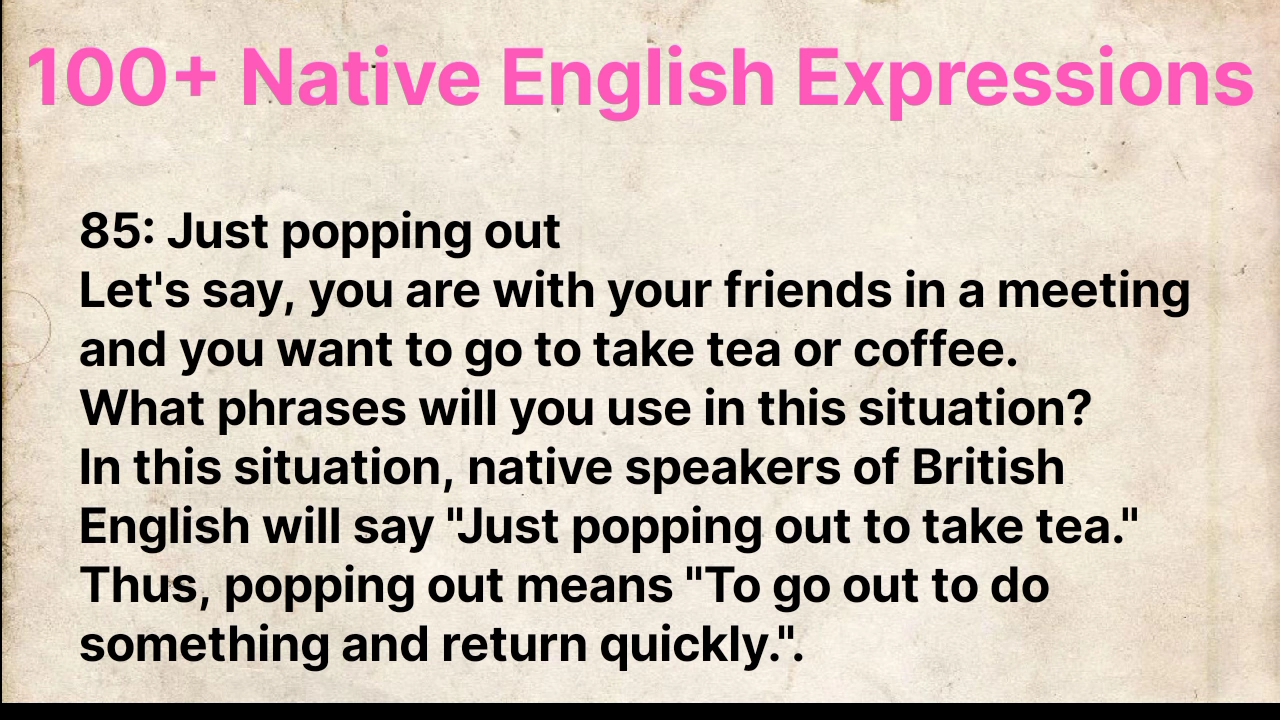 100+ Native English Expressions
85: Just popping out
Let's say, you are with your friends in a meeting
and you want to go to take tea or coffee.
What phrases will you use in this situation?
In this situation, native speakers of British
English will say "Just popping out to take tea."
Thus, popping out means "To go out to do
something and return quickly.".